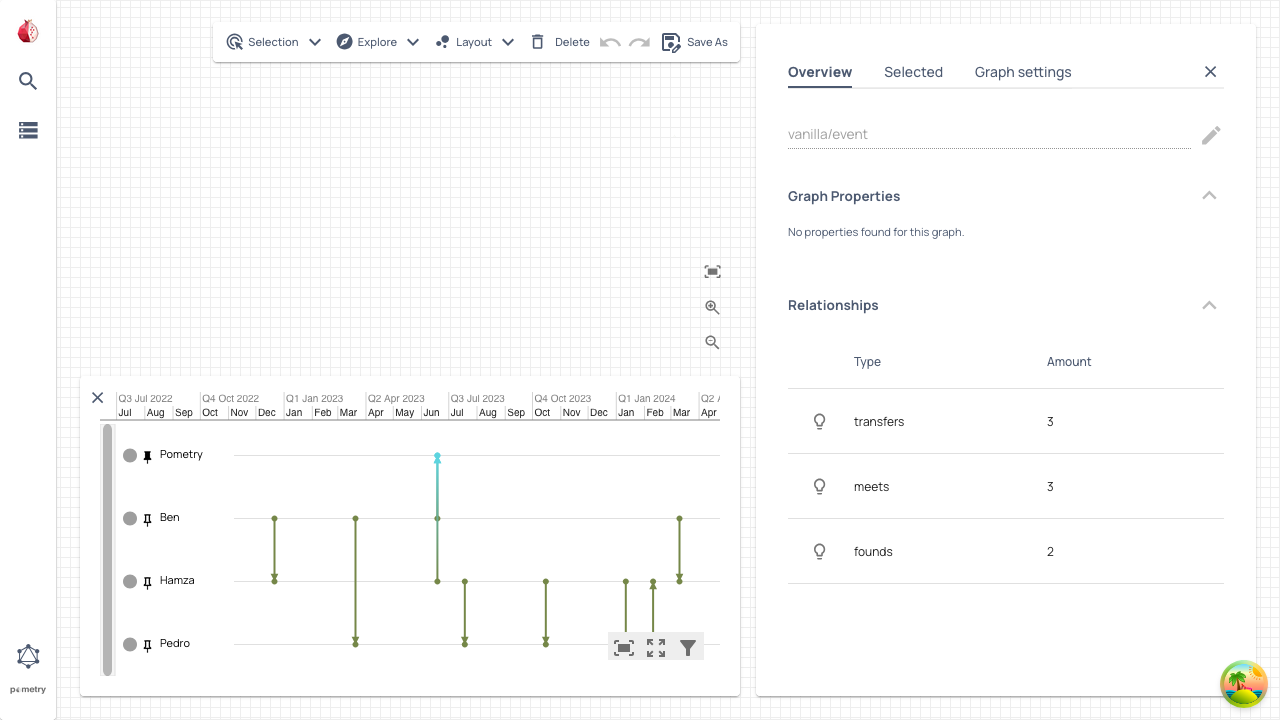 Selection Explore Layout Delete Save As
Overview Selected Graph settings
vanilla/event
Graph Properties
No properties found for this graph.
Relationships
Type Amount
transfers 3
meets 3
founds 2
Q3 Jul 2022 Q4 Oct 2022 Q1 Jan 2023 Q2 Apr 2023 Q3 Jul 2023 Q4 Oct 2023 Q1 Jan 2024 Q2
Jul Aug Sep Oct Nov Dec Jan Feb Mar Apr May Jun Jul Aug Sep Oct Nov Dec Jan Feb Mar Apr
Pometry
Ben
Hamza
Pedro
pometry